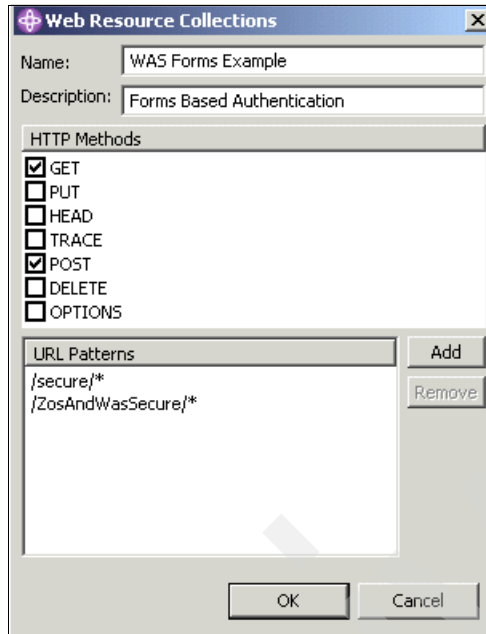 Web Resource Collections
Name: WAS Forms Example
Description: Forms Based Authentication
HTTP Methods
GET
PUT
HEAD
TRACE
POST
DELETE
OPTIONS
URL Patterns
/secure/*
/ZosAndWasSecure/*
Add
Remove
OK Cancel